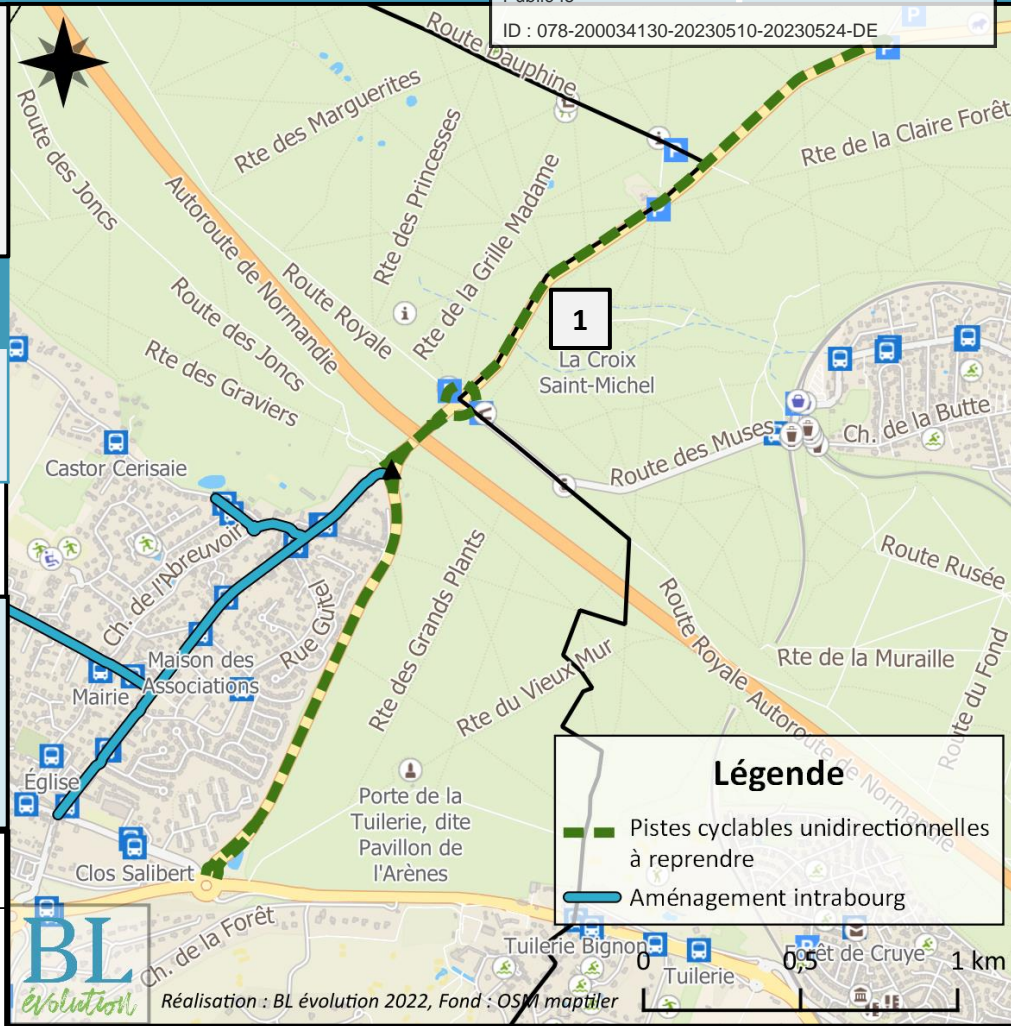 ID : 078-200034130-20230510-20230524-DE
Route Dauphine
P
Route des Joncs
Rte des Marguerites
Rte des Princesses
Rte de la Claire Forêt
Autoroute de Normandie
Rte de la Grille Madame
Route Royale
Route des Joncs
Rte des Graviers
1
La Croix
Saint-Michel
Route des Muses
Ch. de la Butte
Castor Cerisaie
Ch. de l'Abreuvoir
Rue Guitel
Rte des Grands Plants
Route Rusée
Route Royale
Autoroute de Normandie
Rte de la Muraille
Route du Fond
Maison des
Associations
Mairie
Rte du Vieux Mur
Église
Porte de la
Tuilerie, dite
Pavillon de
l'Arènes
Clos Salibert
Légende
Pistes cyclables unidirectionnelles
à reprendre
Aménagement intrabourg
Ch. de la Forêt
Tuilerie Bignon
Tuilerie
Forêt de Cruye
0 0,5 1 km
BL
évolution
Réalisation : BL évolution 2022, Fond : OSM maptiler